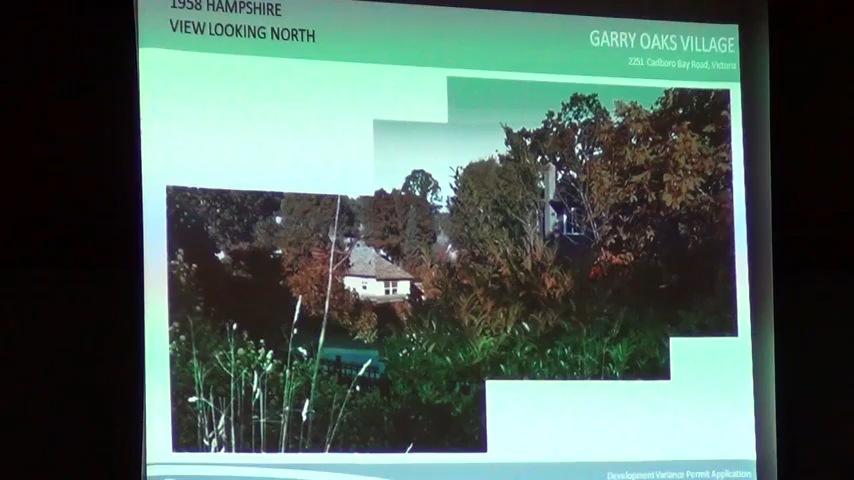 1958 HAMPSHIRE
VIEW LOOKING NORTH
GARRY OAKS VILLAGE
2251 Cadboro Bay Road, Victoria
Development Variance Permit Application